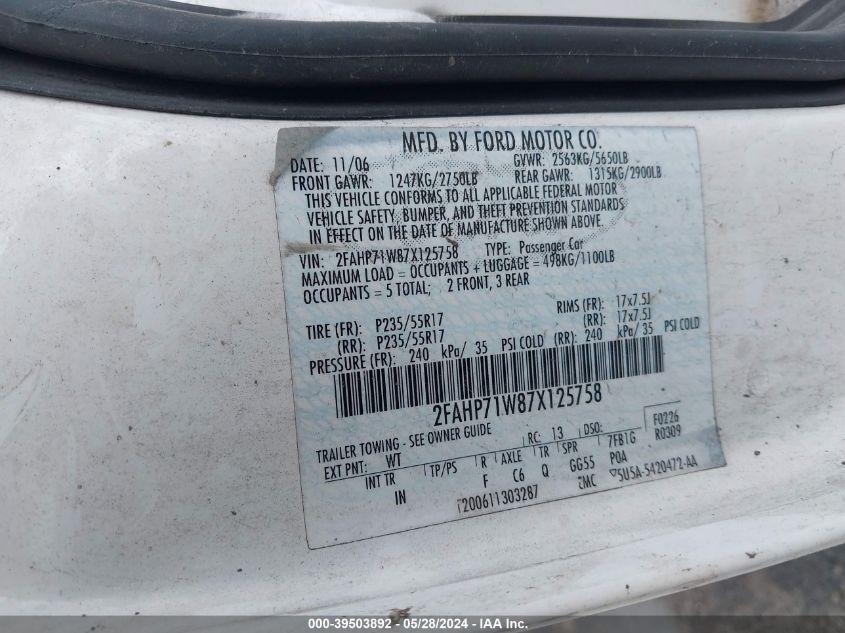 MFD. BY FORD MOTOR CO.
DATE: 11/06 GVWR: 2563KG/5650LB
FRONT GAWR: 1247KG/2750LB REAR GAWR: 1315KG/2900LB
THIS VEHICLE CONFORMS TO ALL APPLICABLE FEDERAL MOTOR
VEHICLE SAFETY, BUMPER, AND THEFT PREVENTION STANDARDS
IN EFFECT ON THE DATE OF MANUFACTURE SHOWN ABOVE.
VIN: 2FAHP71W87X125758 TYPE: Passenger Car
MAXIMUM LOAD = OCCUPANTS + LUGGAGE = 498KG/1100LB
OCCUPANTS = 5 TOTAL; 2 FRONT, 3 REAR
TIRE (FR): P235/55R17 RIMS (FR): 17x7.5J
(RR): P235/55R17 (RR): 17x7.5J
PRESSURE (FR): 240 kPa/ 35 PSI COLD (RR): 240 kPa/ 35 PSI COLD
2FAHP71W87X125758
TRAILER TOWING - SEE OWNER GUIDE RC: 13 DSO: F0226
EXT PNT: WT 7FB1G R0309
INT TR TP/PS R AXLE TR SPR POA
IN F C6 Q GG55
T200611303287 ZMC 5U5A-5420472-AA
000-39503892 - 05/28/2024 - IAA Inc.